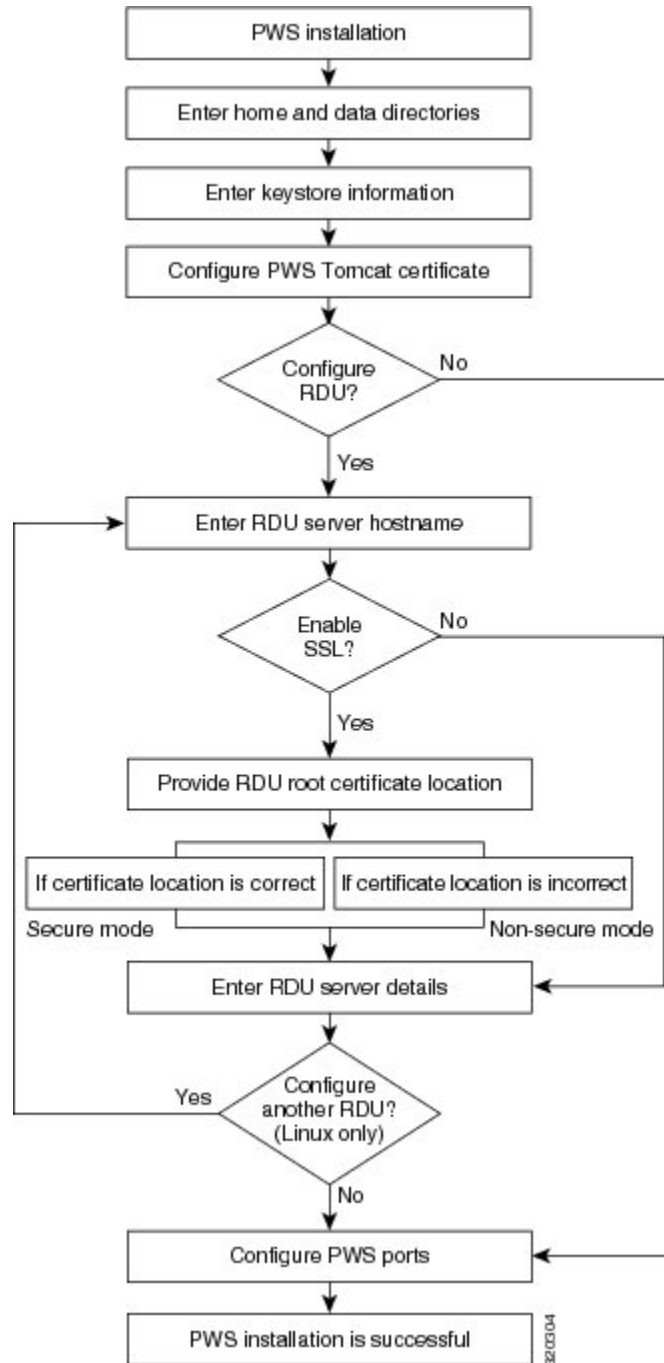 PWS installation
Enter home and data directories
Enter keystore information
Configure PWS Tomcat certificate
Configure
RDU?
No
Yes
Enter RDU server hostname
Enable
SSL?
No
Yes
Provide RDU root certificate location
If certificate location is correct
If certificate location is incorrect
Secure mode
Non-secure mode
Enter RDU server details
Configure
another RDU?
(Linux only)
Yes
No
Configure PWS ports
PWS installation is successful
320304